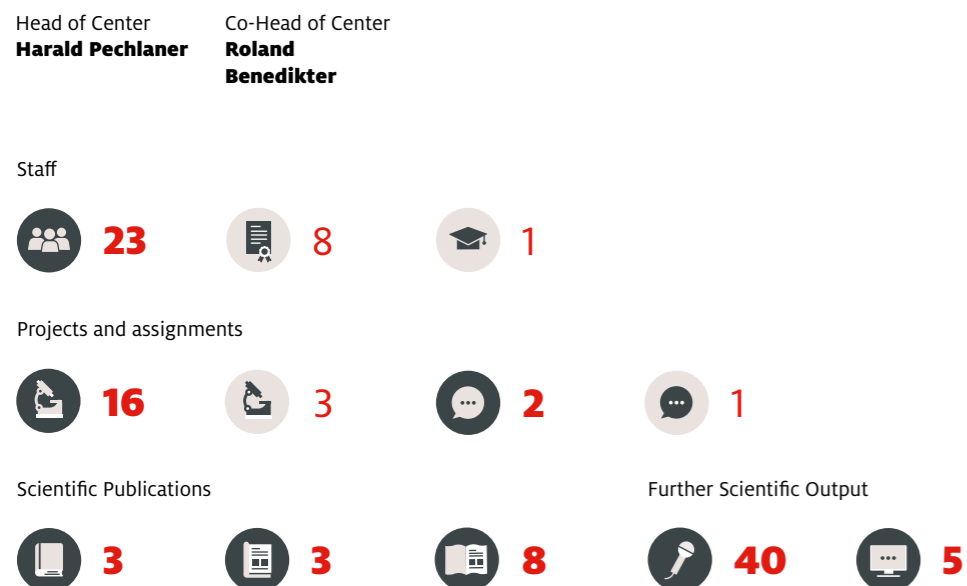 Head of Center
Harald Pechlaner
Co-Head of Center
Roland
Benedikter
Staff
23 8 1
Projects and assignments
16 3 2 1
Scientific Publications
3 3 8
Further Scientific Output
40 5